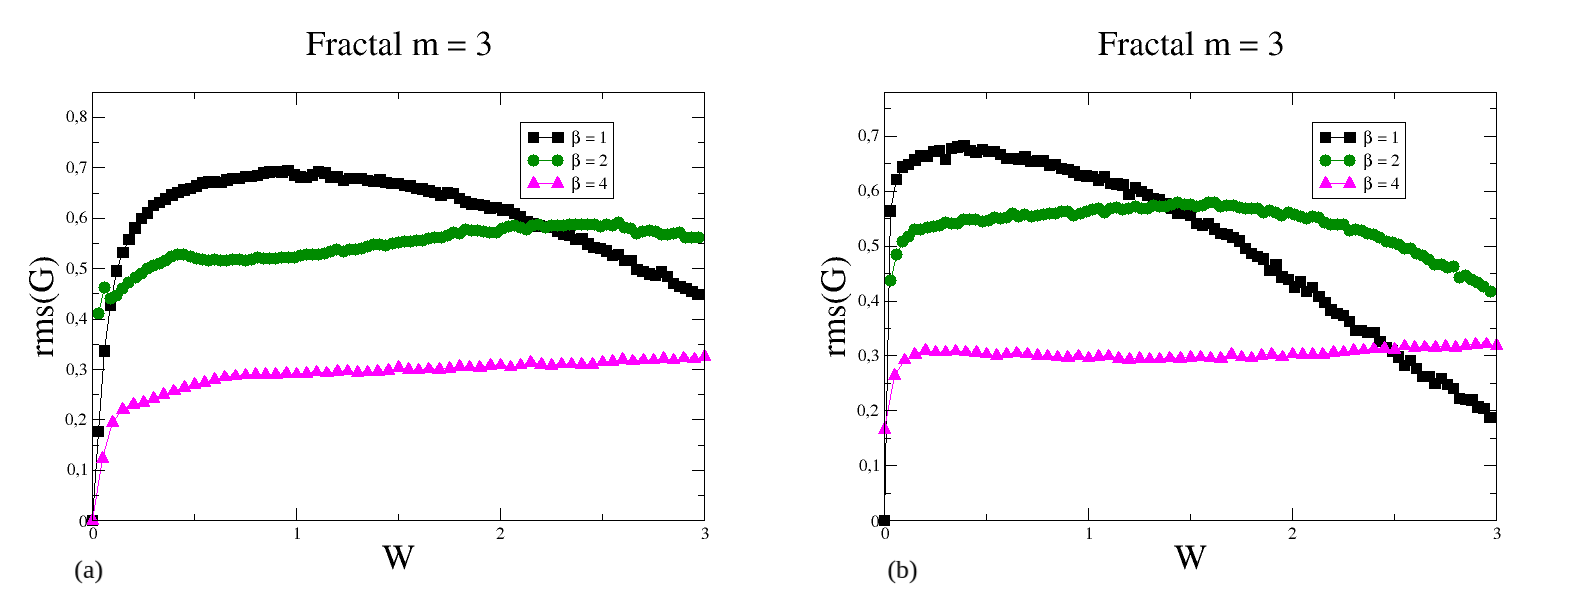 Fractal m = 3
0,8
0,7
0,6
0,5
0,4
0,3
0,2
0,1
0
rms(G)
β = 1
β = 2
β = 4
0 1 2 3
W
(a)
Fractal m = 3
0,7
0,6
0,5
0,4
0,3
0,2
0,1
0
rms(G)
β = 1
β = 2
β = 4
0 1 2 3
W
(b)